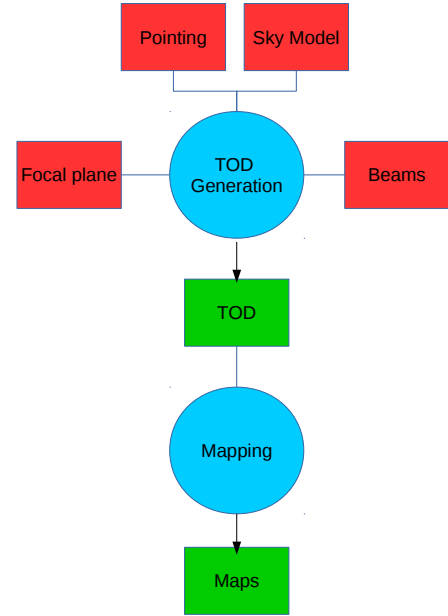 Pointing
Sky Model
Focal plane
TOD
Generation
Beams
TOD
Mapping
Maps